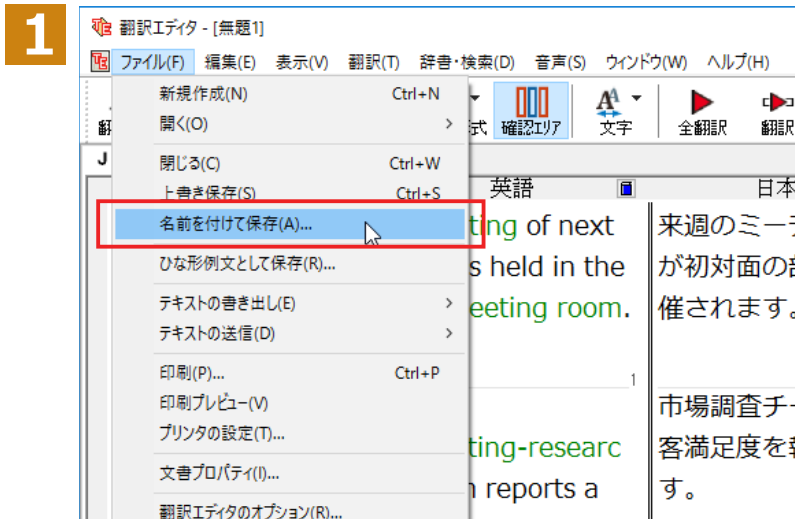 1
翻訳エディタ - [無題1]
ファイル(F) 編集(E) 表示(V) 翻訳(T) 辞書・検索(D) 音声(S) ウィンドウ(W) ヘルプ(H)
新規作成(N) Ctrl+N
開く(O) >
式 確認エリア 文字 全翻訳 翻訳
閉じる(C) Ctrl+W
上書き保存(S) Ctrl+S
英語 日本
名前を付けて保存(A)...
ting of next
来週のミーテ
ひな形例文として保存(R)...
s held in the
が初対面の
テキストの書き出し(E) >
eeting room.
催されます。
テキストの送信(D) >
印刷(P)... Ctrl+P
1
印刷プレビュー(V)
市場調査チー
プリンタの設定(T)...
ting-researc
客満足度を
文書プロパティ(I)...
reports a
す。
翻訳エディタのオプション(R)...